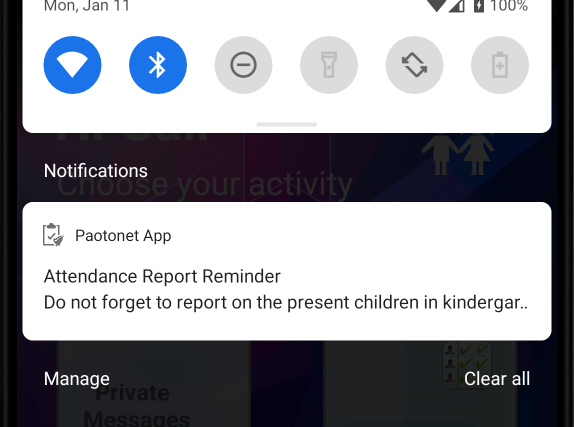 Mon, Jan 11
100%
Choose your activity
Notifications
Paotonet App
Attendance Report Reminder
Do not forget to report on the present children in kindergar..
Manage
Clear all
Private
Messages